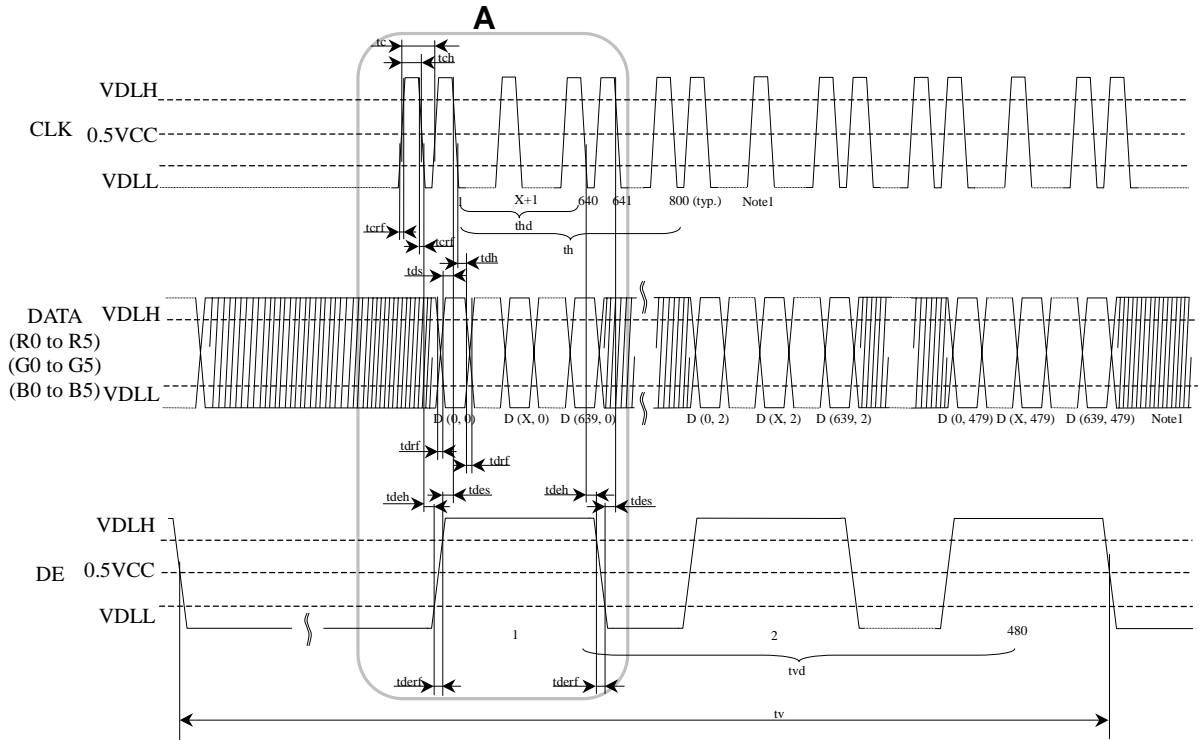 A
tc
tch
VDLH
CLK 0.5VCC
VDLL
1 X+1 640 641 800 (typ.) Note1
thd
th
tcrf tcrf
tdh
tds
DATA VDLH
(R0 to R5)
(G0 to G5)
(B0 to B5) VDLL
D (0, 0) D (X, 0) D (639, 0) D (0, 2) D (X, 2) D (639, 2) D (0, 479) D (X, 479) D (639, 479) Note1
tdrf
tdrf
tdeh tdes tdeh tdes
VDLH
DE 0.5VCC
VDLL
1 2 480
tvd
tderf tderf
tv